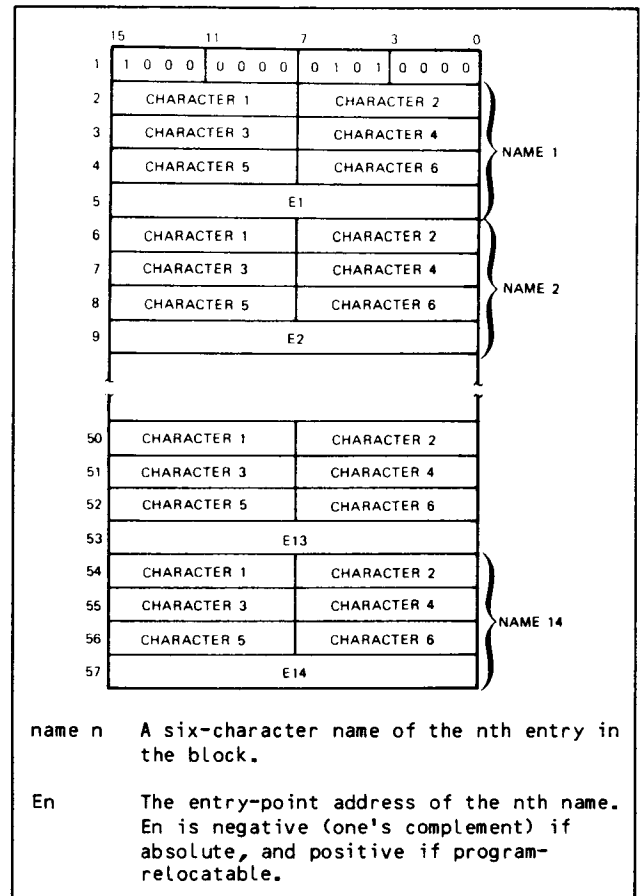 15 11 7 3 0
1 1 0 0 0 0 0 0 0 0 1 0 1 0 0 0 0
2 CHARACTER 1 CHARACTER 2
3 CHARACTER 3 CHARACTER 4
4 CHARACTER 5 CHARACTER 6
NAME 1
5 E1
6 CHARACTER 1 CHARACTER 2
7 CHARACTER 3 CHARACTER 4
8 CHARACTER 5 CHARACTER 6
NAME 2
9 E2
50 CHARACTER 1 CHARACTER 2
51 CHARACTER 3 CHARACTER 4
52 CHARACTER 5 CHARACTER 6
53 E13
54 CHARACTER 1 CHARACTER 2
55 CHARACTER 3 CHARACTER 4
56 CHARACTER 5 CHARACTER 6
NAME 14
57 E14
name n A six-character name of the nth entry in
the block.
En The entry-point address of the nth name.
En is negative (one's complement) if
absolute, and positive if program-
relocatable.